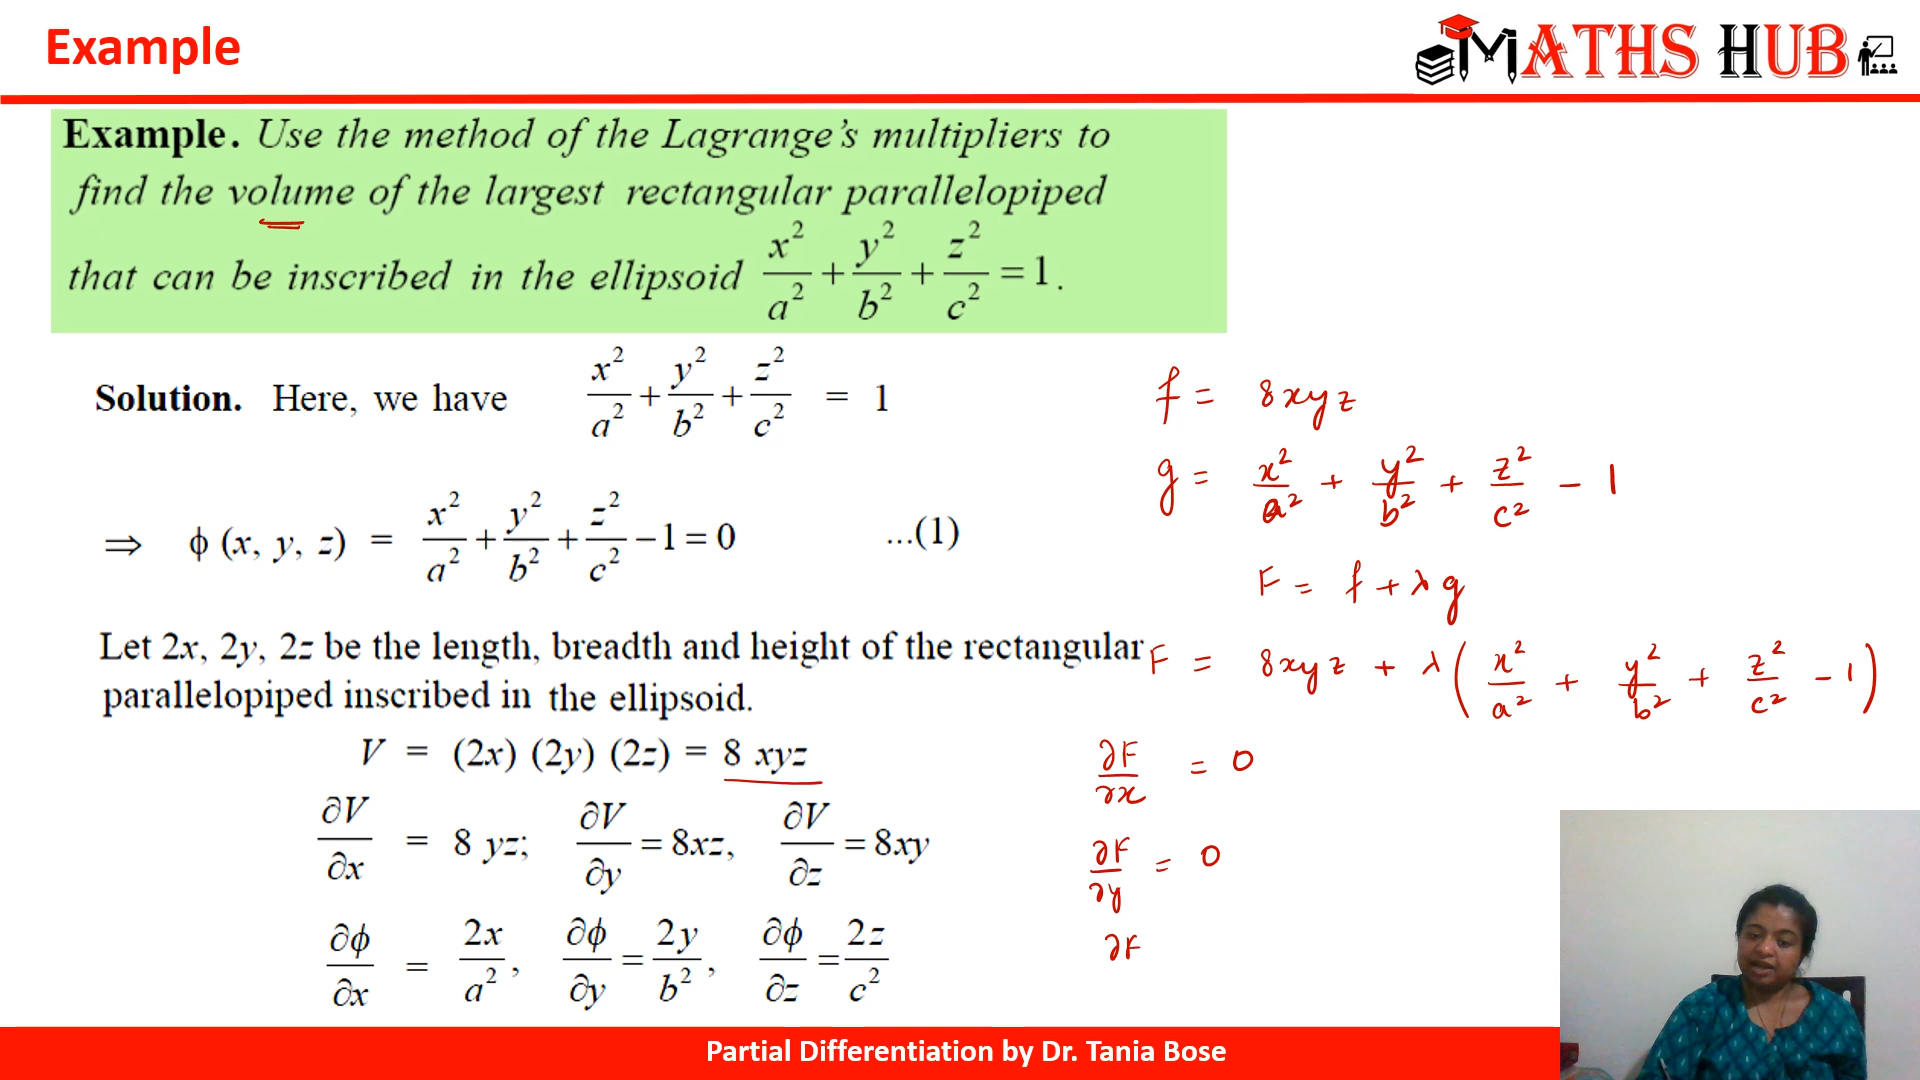 Example
MATHS HUB
Example. Use the method of the Lagrange's multipliers to
find the volume of the largest rectangular parallelopiped
that can be inscribed in the ellipsoid x²/a² + y²/b² + z²/c² = 1.
Solution. Here, we have x²/a² + y²/b² + z²/c² = 1
⇒ ϕ (x, y, z) = x²/a² + y²/b² + z²/c² − 1 = 0 ...(1)
Let 2x, 2y, 2z be the length, breadth and height of the rectangular
parallelopiped inscribed in the ellipsoid.
V = (2x) (2y) (2z) = 8 xyz
∂V/∂x = 8 yz; ∂V/∂y = 8xz, ∂V/∂z = 8xy
∂ϕ/∂x = 2x/a², ∂ϕ/∂y = 2y/b², ∂ϕ/∂z = 2z/c²
f = 8xyz
g = x²/a² + y²/b² + z²/c² − 1
F = f + λg
F = 8xyz + λ(x²/a² + y²/b² + z²/c² − 1)
∂F/∂x = 0
∂F/∂y = 0
∂F
Partial Differentiation by Dr. Tania Bose